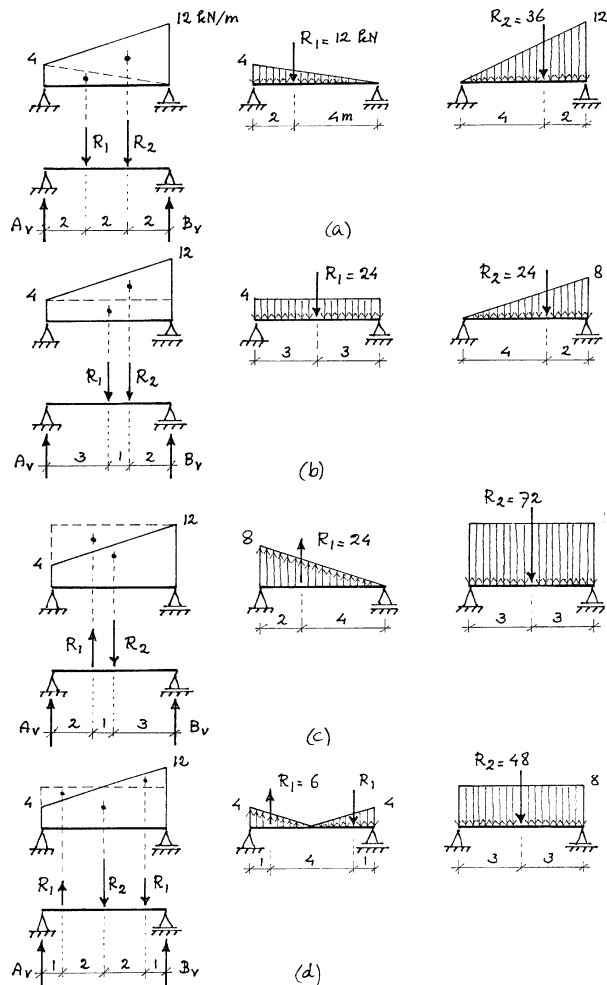 12 kN/m
4
R1 = 12 kN
4
2
4 m
R2 = 36
12
4
2
R1
R2
Av
2
2
2
Bv
(a)
12
4
R1 = 24
4
3
3
R2 = 24
8
4
2
R1
R2
Av
3
1
2
Bv
(b)
12
4
8
R1 = 24
2
4
R2 = 72
3
3
R1
R2
Av
2
1
3
Bv
(c)
12
4
4
R1 = 6
R1
4
1
4
1
R2 = 48
8
3
3
R1
R2
R1
Av
1
2
2
1
Bv
(d)